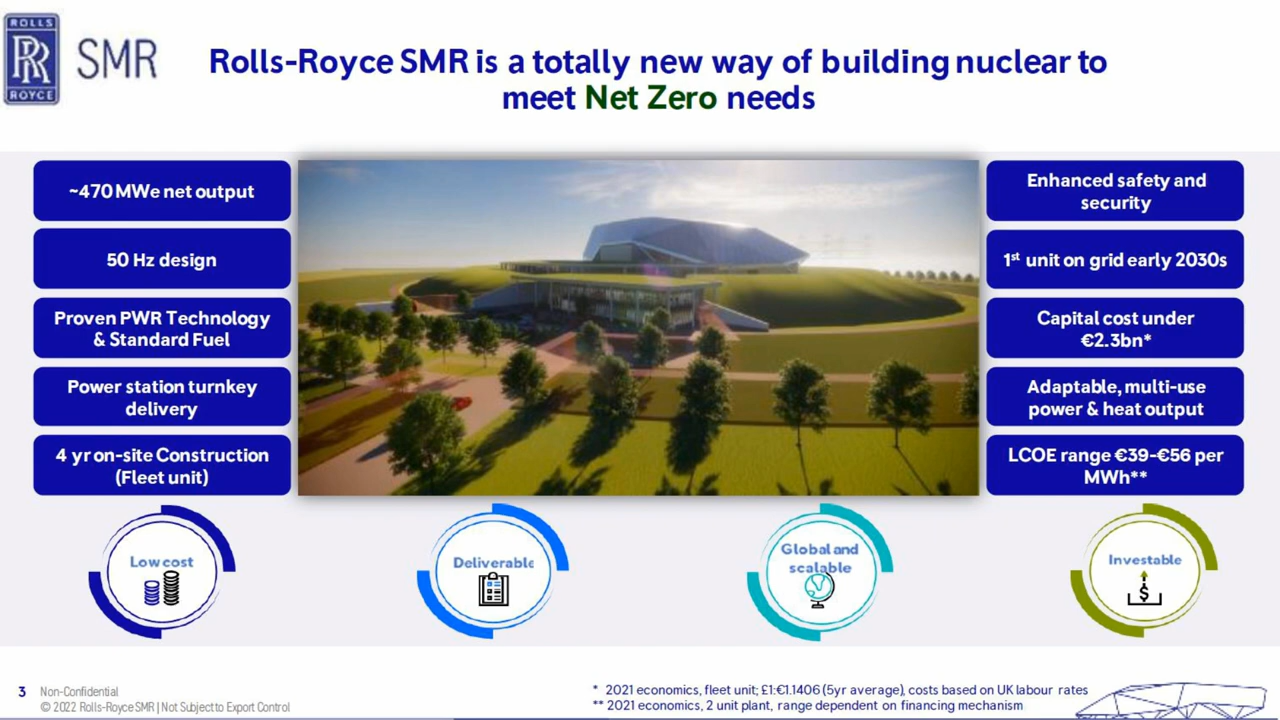 ROLLS
RR
ROYCE
SMR
Rolls-Royce SMR is a totally new way of building nuclear to
meet Net Zero needs
~470 MWe net output
50 Hz design
Proven PWR Technology
& Standard Fuel
Power station turnkey
delivery
4 yr on-site Construction
(Fleet unit)
Enhanced safety and
security
1st unit on grid early 2030s
Capital cost under
€2.3bn*
Adaptable, multi-use
power & heat output
LCOE range €39-€56 per
MWh**
Low cost
Deliverable
Global and
scalable
Investable
$
3 Non-Confidential
© 2022 Rolls-Royce SMR | Not Subject to Export Control
* 2021 economics, fleet unit; £1:€1.1406 (5yr average), costs based on UK labour rates
** 2021 economics, 2 unit plant, range dependent on financing mechanism